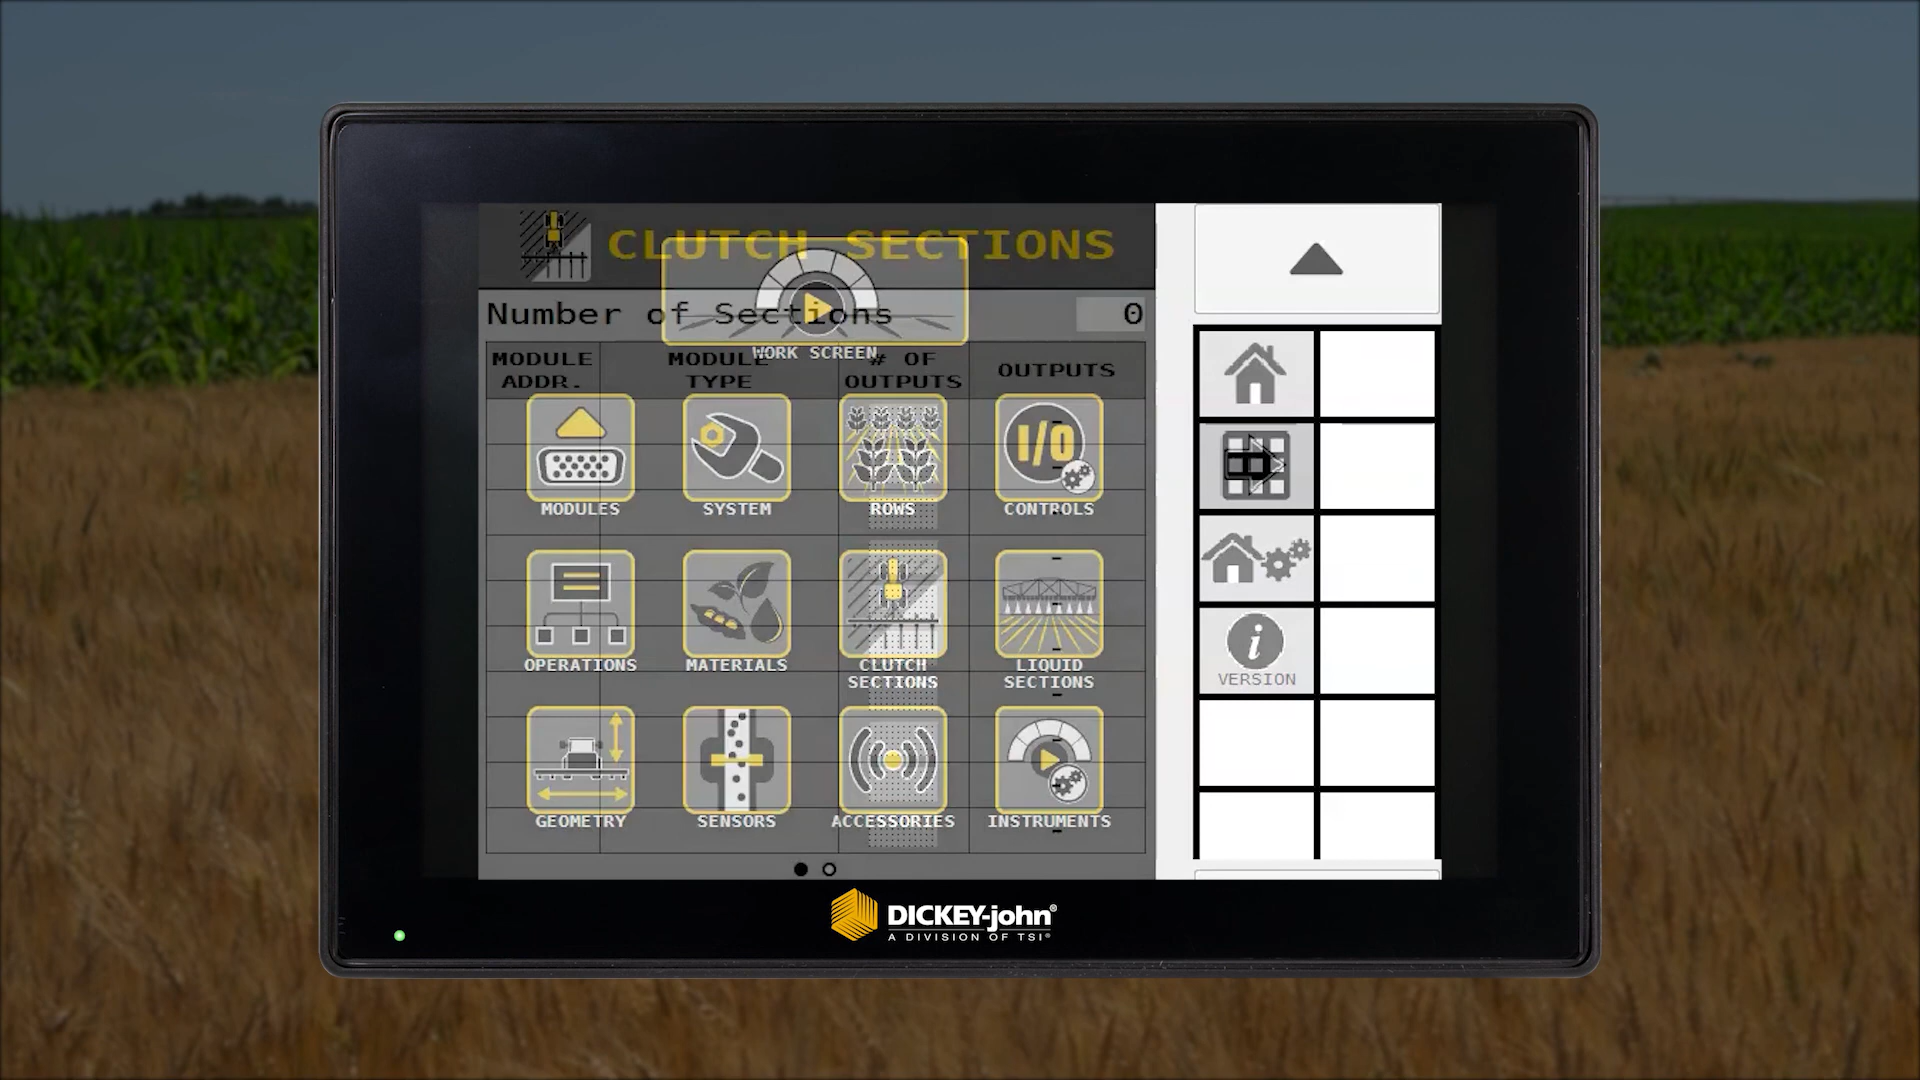 CLUTCH SECTIONS
Number of Sections 0
WORK SCREEN
MODULE ADDR.
MODULE TYPE
# OF OUTPUTS
OUTPUTS
I/O
MODULES SYSTEM ROWS CONTROLS
OPERATIONS MATERIALS CLUTCH SECTIONS LIQUID SECTIONS
GEOMETRY SENSORS ACCESSORIES INSTRUMENTS
i
VERSION
DICKEY-john®
A DIVISION OF TSI®